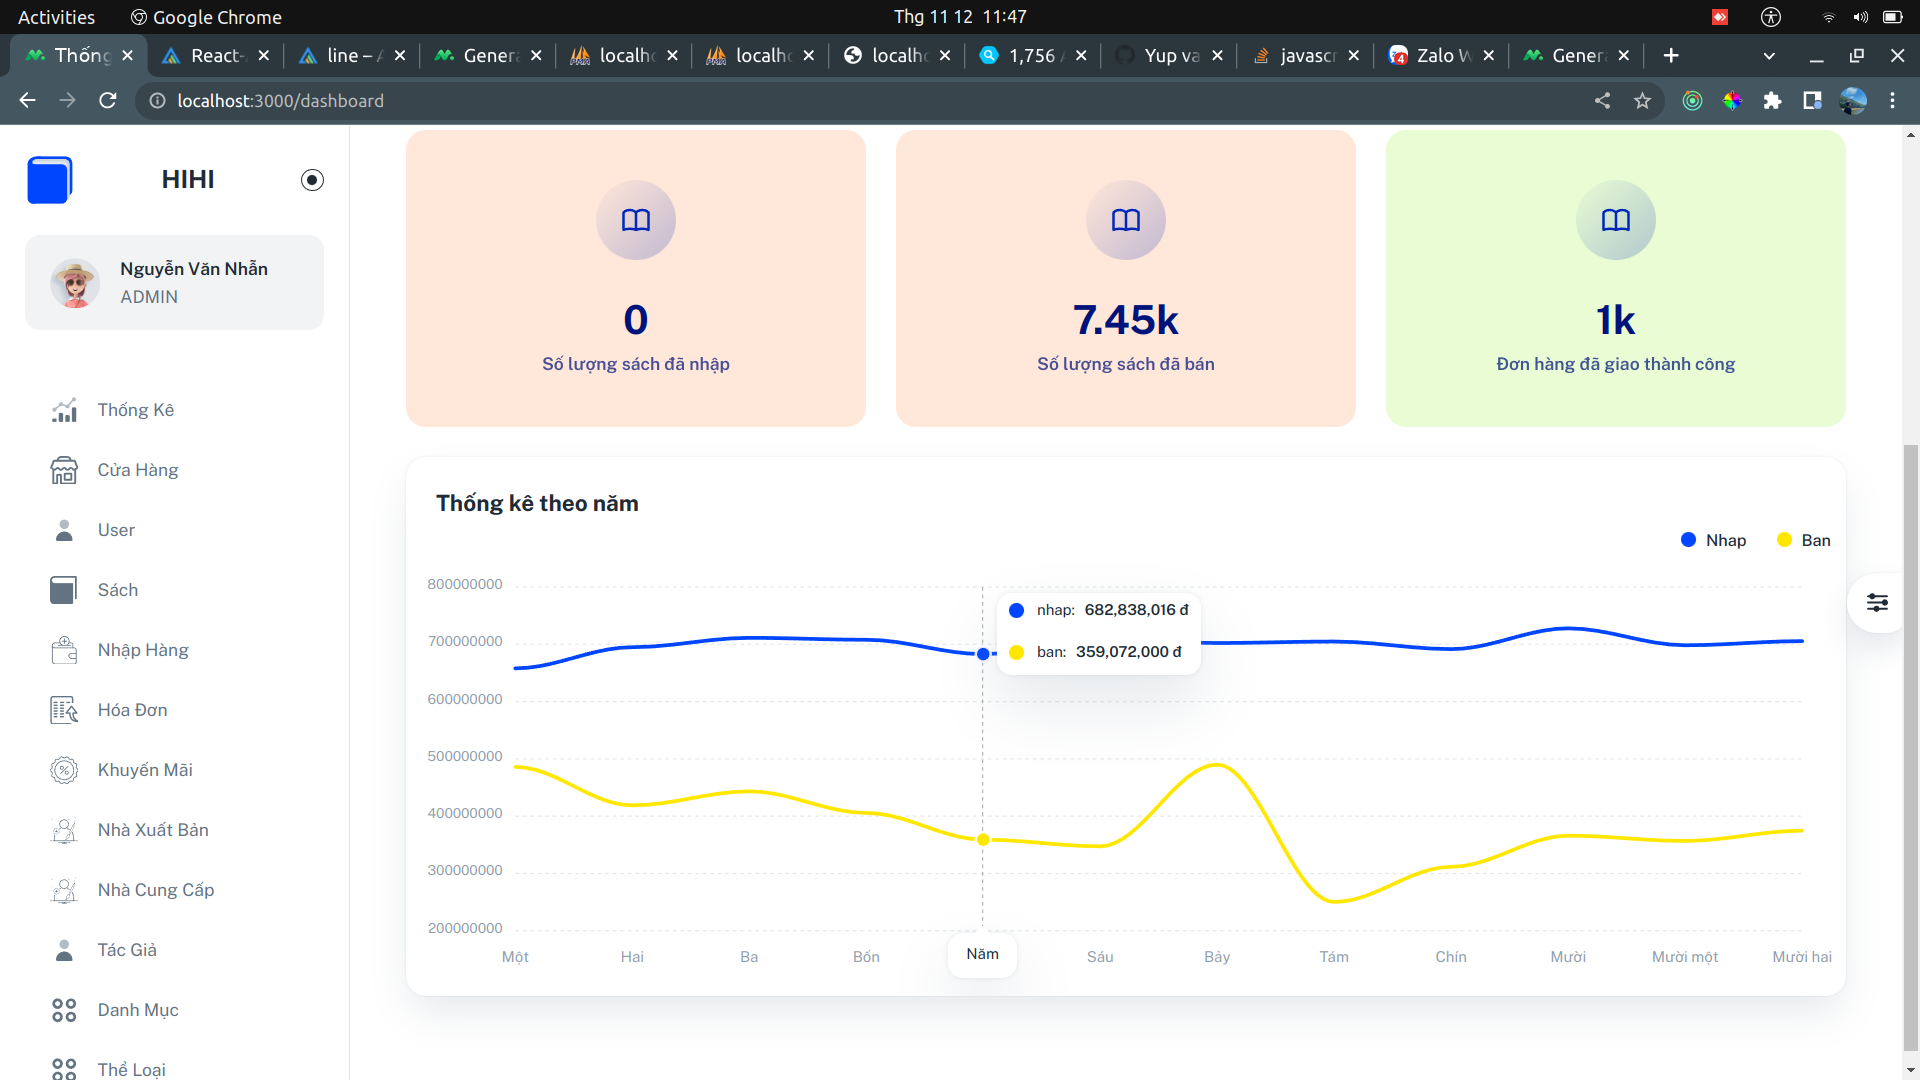 Activities
Google Chrome
Thg 11 12 11:47
Thống
React-
line – A
Genera
localho
localho
localho
1,756
Yup va
javascr
Zalo W
Genera
localhost:3000/dashboard
HIHI
Nguyễn Văn Nhẫn
ADMIN
Thống Kê
Cửa Hàng
User
Sách
Nhập Hàng
Hóa Đơn
Khuyến Mãi
Nhà Xuất Bản
Nhà Cung Cấp
Tác Giả
Danh Mục
Thể Loại
0
Số lượng sách đã nhập
7.45k
Số lượng sách đã bán
1k
Đơn hàng đã giao thành công
Thống kê theo năm
Nhap
Ban
800000000
700000000
600000000
500000000
400000000
300000000
200000000
nhap: 682,838,016 đ
ban: 359,072,000 đ
Một
Hai
Ba
Bốn
Năm
Sáu
Bảy
Tám
Chín
Mười
Mười một
Mười hai